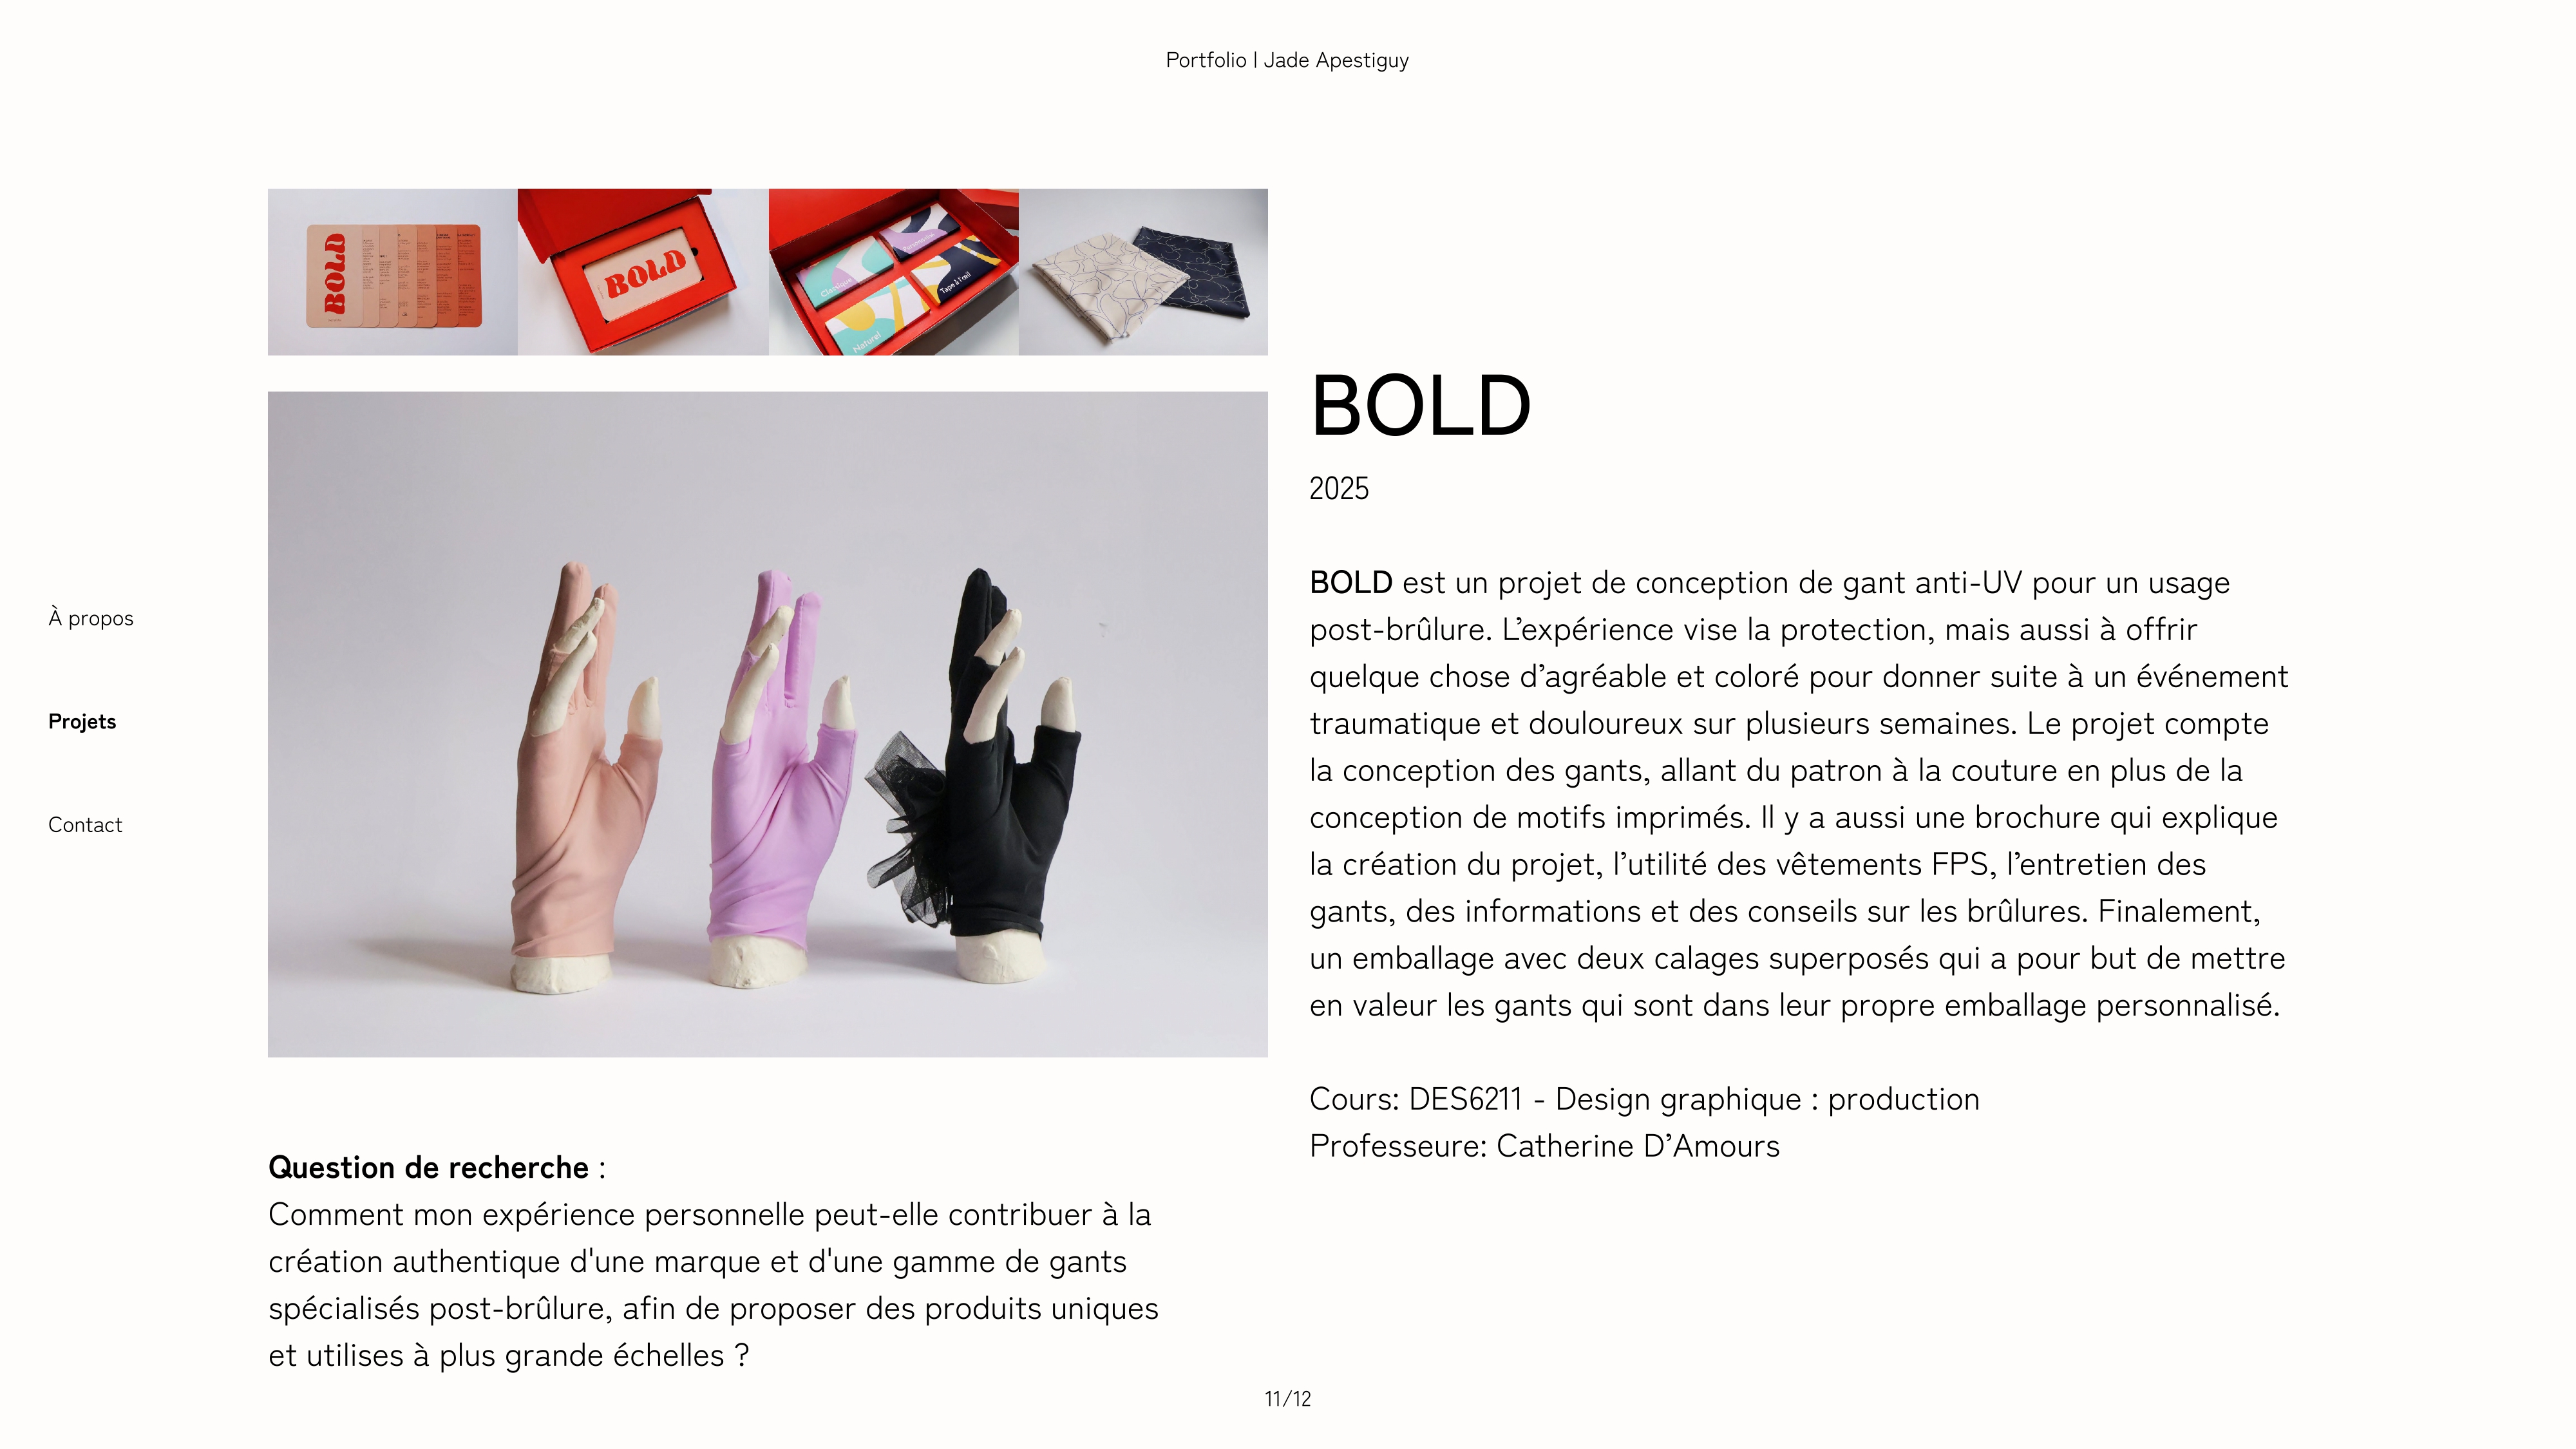 Portfolio | Jade Apestiguy
BOLD
BOLD
Classique
Naturel
Tape à l'œil
À propos
Projets
Contact
BOLD
2025
BOLD est un projet de conception de gant anti-UV pour un usage
post-brûlure. L’expérience vise la protection, mais aussi à offrir
quelque chose d’agréable et coloré pour donner suite à un événement
traumatique et douloureux sur plusieurs semaines. Le projet compte
la conception des gants, allant du patron à la couture en plus de la
conception de motifs imprimés. Il y a aussi une brochure qui explique
la création du projet, l’utilité des vêtements FPS, l’entretien des
gants, des informations et des conseils sur les brûlures. Finalement,
un emballage avec deux calages superposés qui a pour but de mettre
en valeur les gants qui sont dans leur propre emballage personnalisé.
Cours: DES6211 - Design graphique : production
Professeure: Catherine D’Amours
Question de recherche :
Comment mon expérience personnelle peut-elle contribuer à la
création authentique d'une marque et d'une gamme de gants
spécialisés post-brûlure, afin de proposer des produits uniques
et utilises à plus grande échelles ?
11/12